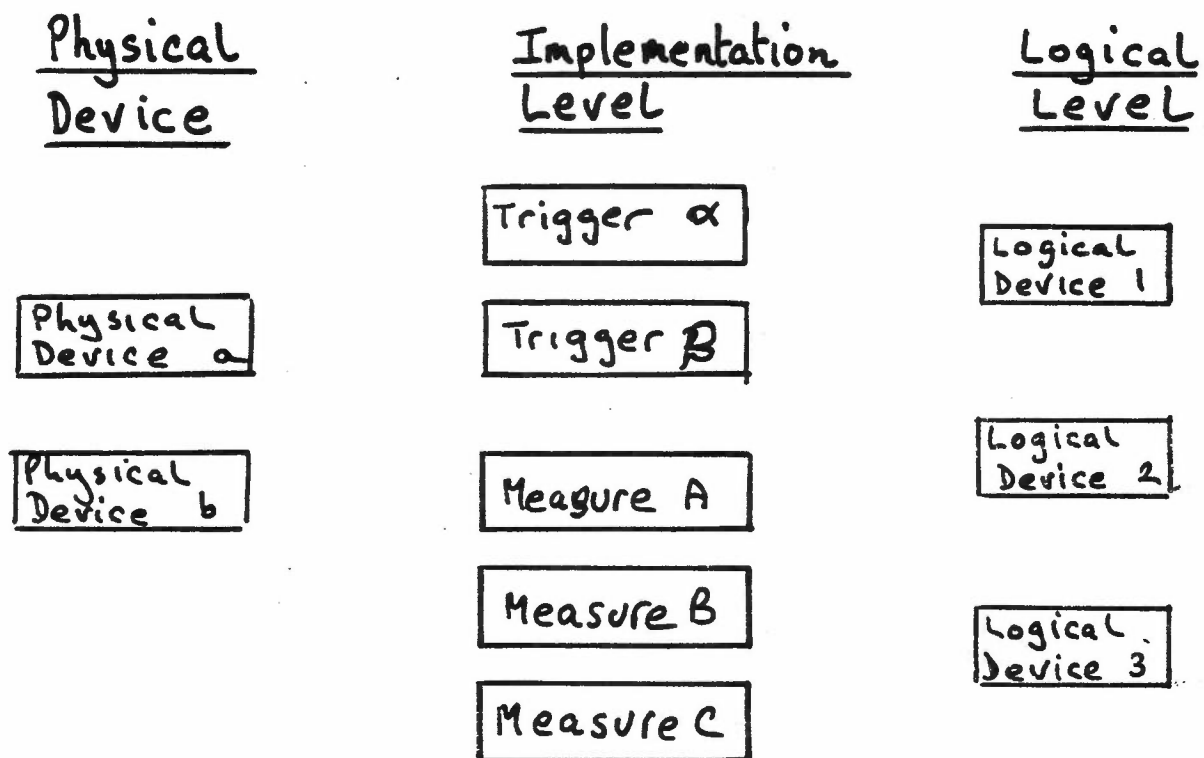 Physical
Device
Implementation
Level
Logical
Level
Trigger α
Trigger β
Measure A
Measure B
Measure C
Physical
Device a
Physical
Device b
Logical
Device 1
Logical
Device 2
Logical
Device 3